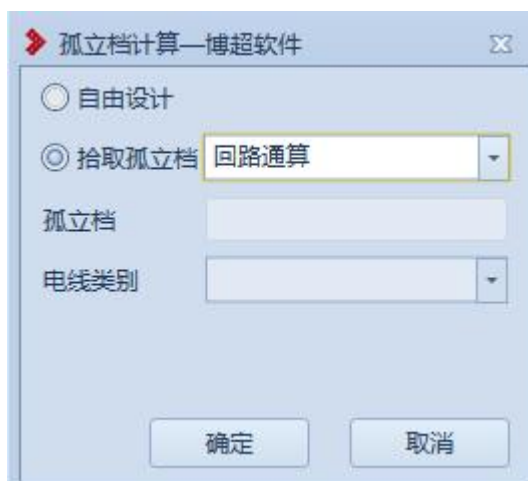 孤立档计算—博超软件
自由设计
拾取孤立档 回路通算
孤立档
电线类别
确定 取消